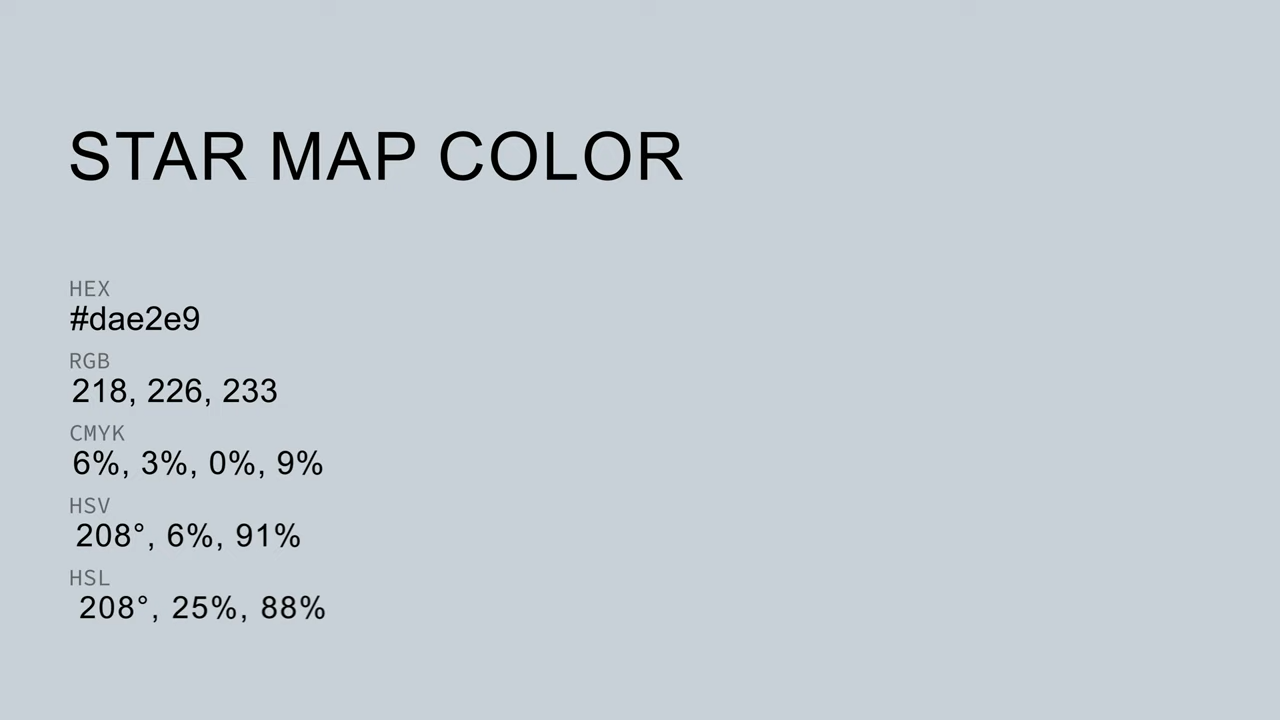 STAR MAP COLOR
HEX
#dae2e9
RGB
218, 226, 233
CMYK
6%, 3%, 0%, 9%
HSV
208°, 6%, 91%
HSL
208°, 25%, 88%